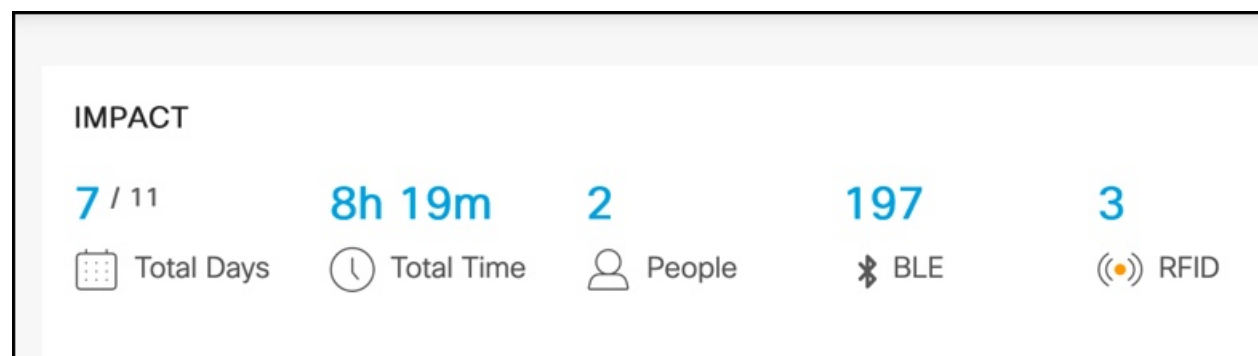 IMPACT
7 / 11 8h 19m 2 197 3
Total Days Total Time People BLE RFID